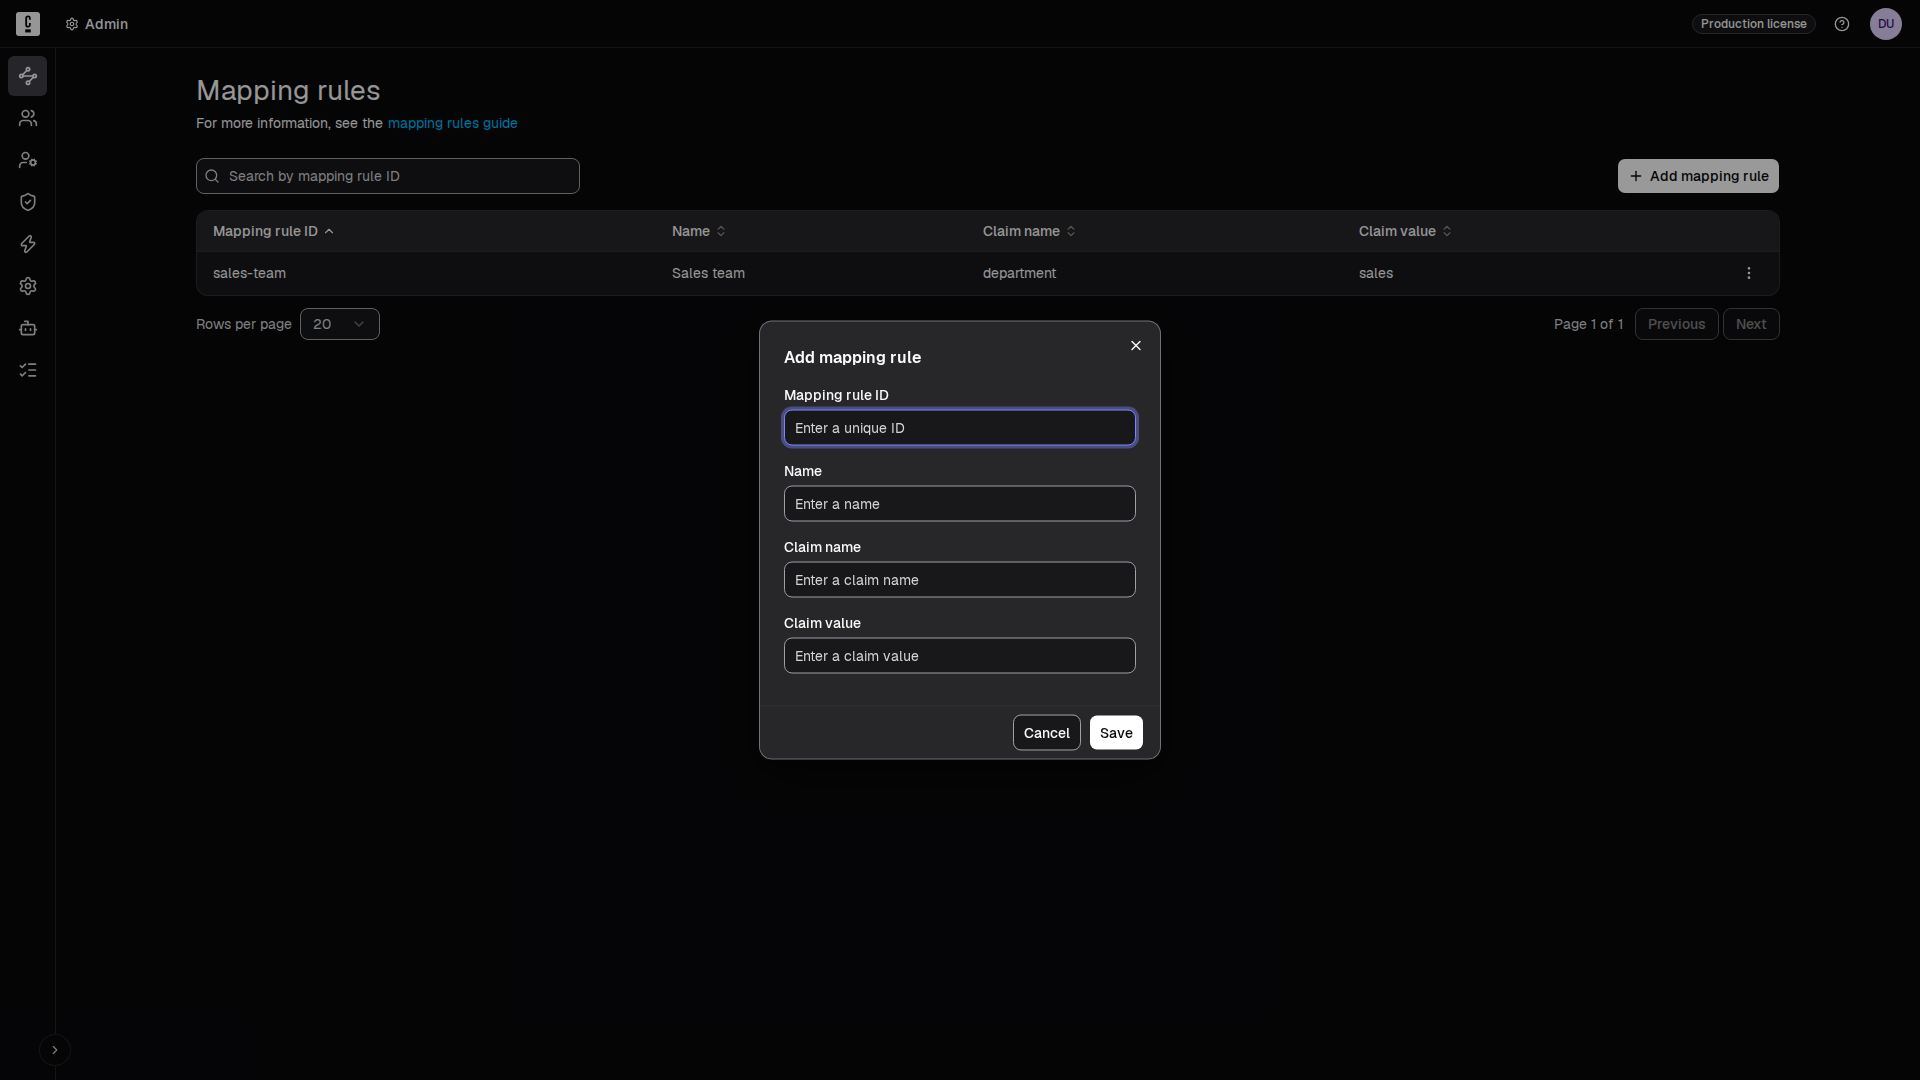 Admin
Production license
DU
Mapping rules
For more information, see the mapping rules guide
Search by mapping rule ID
Add mapping rule
Mapping rule ID Name Claim name Claim value
sales-team Sales team department sales
Rows per page 20 Page 1 of 1 Previous Next
Add mapping rule
Mapping rule ID
Enter a unique ID
Name
Enter a name
Claim name
Enter a claim name
Claim value
Enter a claim value
Cancel Save